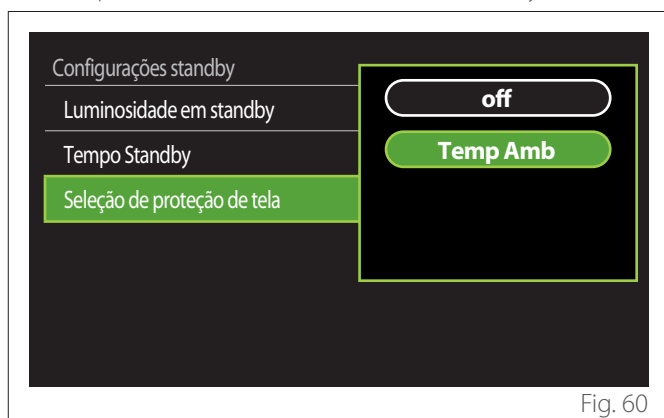 Configurações standby
Luminosidade em standby
Tempo Standby
Seleção de proteção de tela
off
Temp Amb
Fig. 60